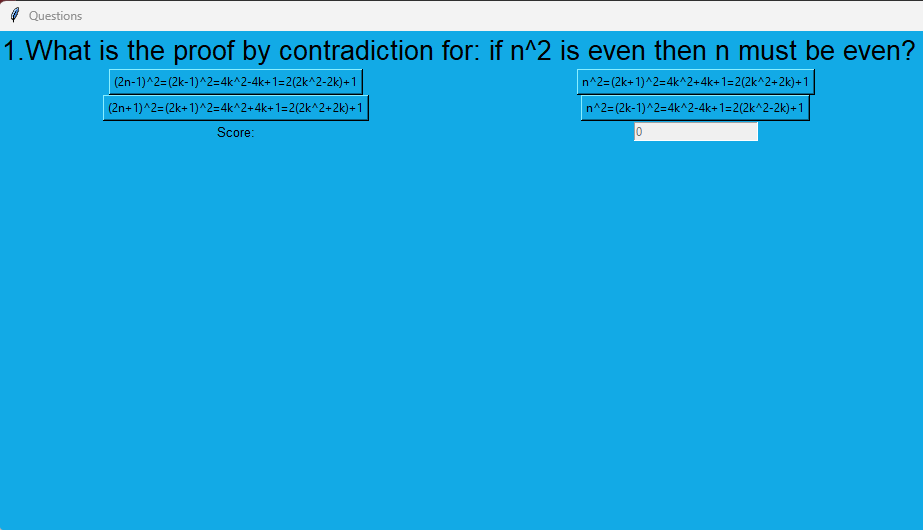 Questions
1.What is the proof by contradiction for: if n^2 is even then n must be even?
(2n-1)^2=(2k-1)^2=4k^2-4k+1=2(2k^2-2k)+1
n^2=(2k+1)^2=4k^2+4k+1=2(2k^2+2k)+1
(2n+1)^2=(2k+1)^2=4k^2+4k+1=2(2k^2+2k)+1
n^2=(2k-1)^2=4k^2-4k+1=2(2k^2-2k)+1
Score:
0